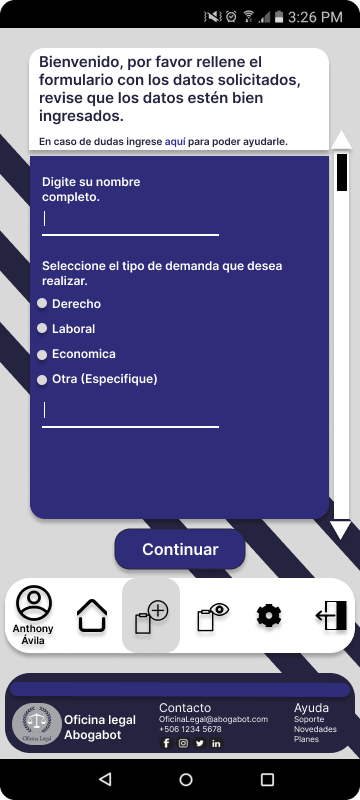 3:26 PM
Bienvenido, por favor rellene el
formulario con los datos solicitados,
revise que los datos estén bien
ingresados.
En caso de dudas ingrese aquí para poder ayudarle.
Digite su nombre
completo.
Seleccione el tipo de demanda que desea
realizar.
Derecho
Laboral
Economica
Otra (Especifique)
Continuar
Anthony
Ávila
Oficina Legal
Oficina legal
Abogabot
Contacto
OficinaLegal@abogabot.com
+506 1234 5678
Ayuda
Soporte
Novedades
Planes